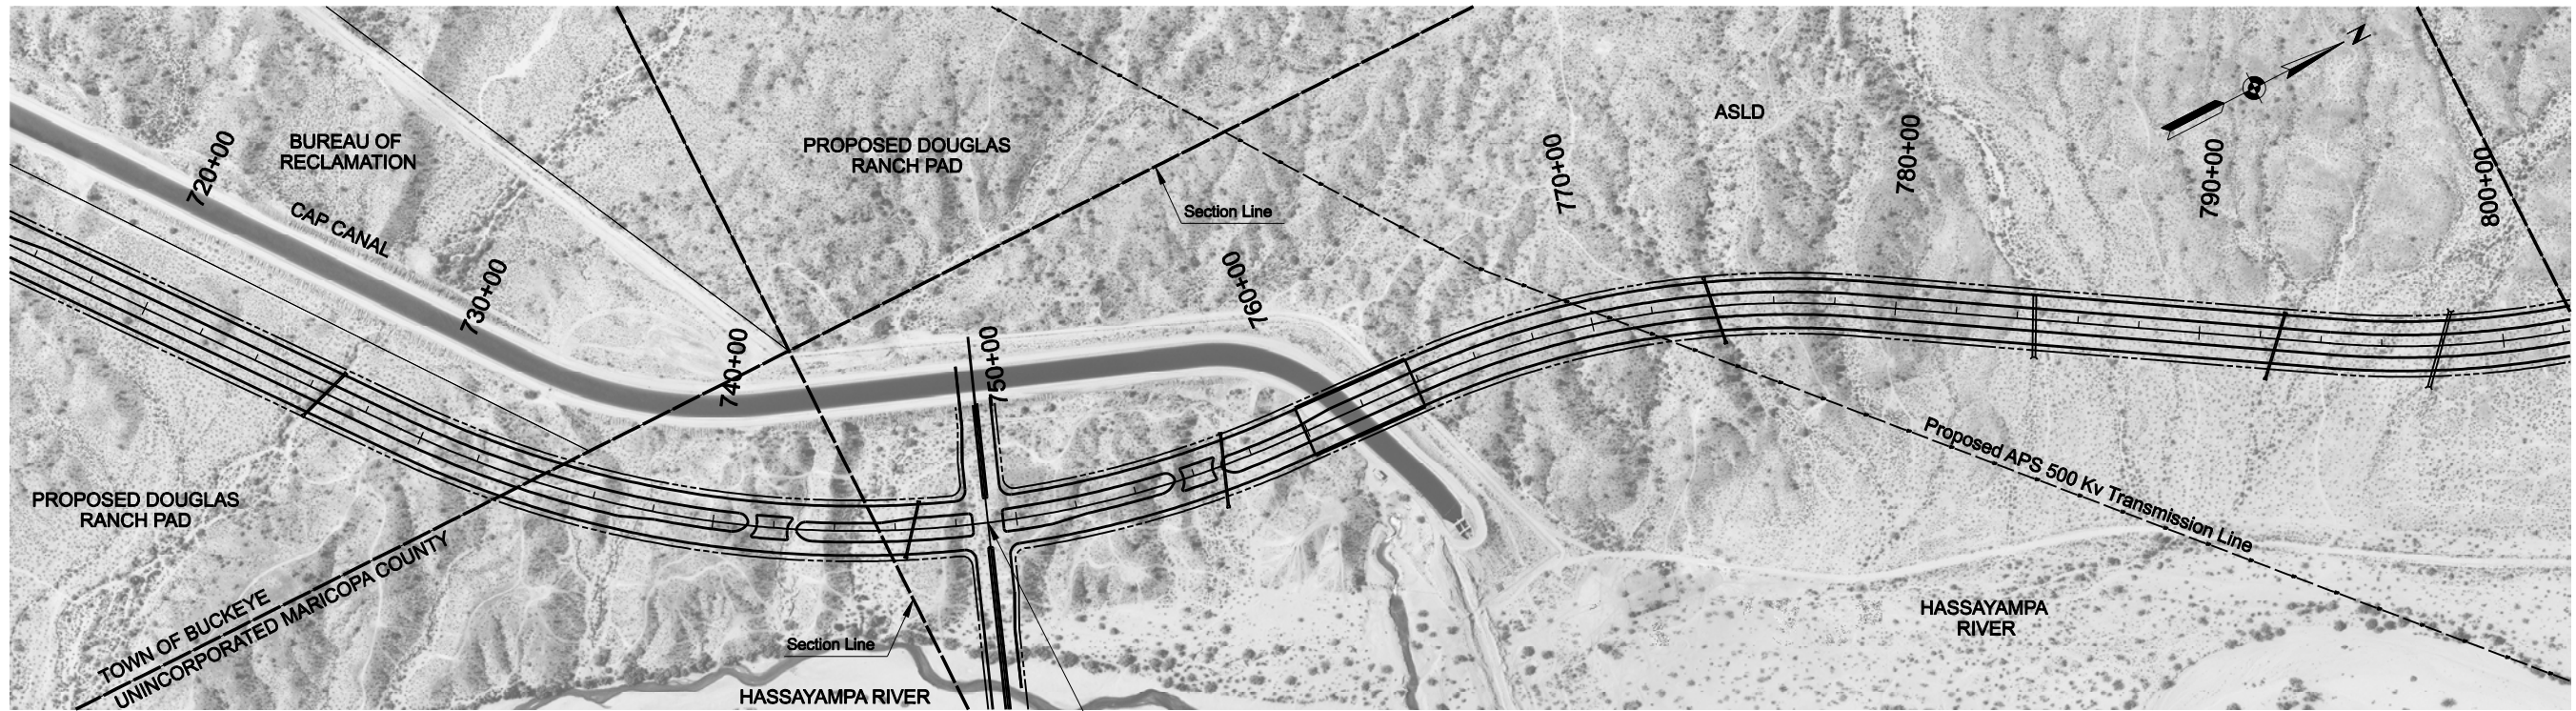 N
ASLD
BUREAU OF
RECLAMATION
PROPOSED DOUGLAS
RANCH PAD
720+00
730+00
740+00
750+00
760+00
770+00
780+00
790+00
800+00
CAP CANAL
Section Line
PROPOSED DOUGLAS
RANCH PAD
TOWN OF BUCKEYE
UNINCORPORATED MARICOPA COUNTY
Section Line
HASSAYAMPA RIVER
Proposed APS 500 Kv Transmission Line
HASSAYAMPA
RIVER